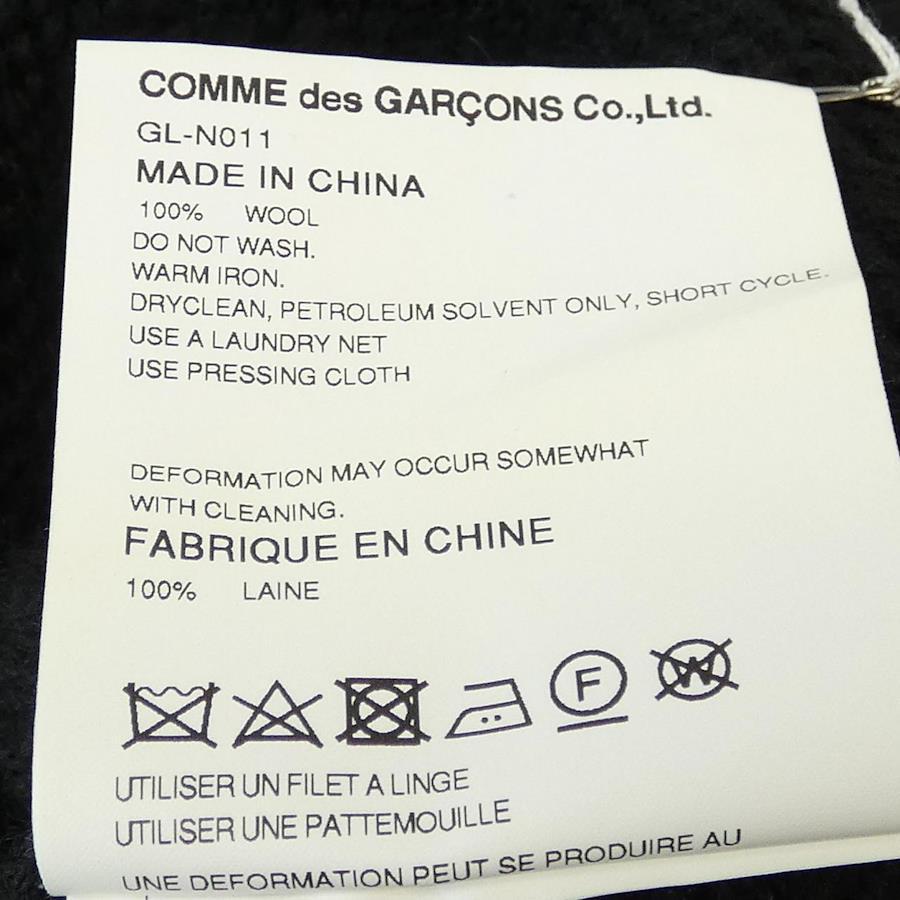 COMME des GARÇONS Co.,Ltd.
GL-N011
MADE IN CHINA
100% WOOL
DO NOT WASH.
WARM IRON.
DRYCLEAN, PETROLEUM SOLVENT ONLY, SHORT CYCLE.
USE A LAUNDRY NET
USE PRESSING CLOTH
DEFORMATION MAY OCCUR SOMEWHAT
WITH CLEANING.
FABRIQUE EN CHINE
100% LAINE
F W
UTILISER UN FILET A LINGE
UTILISER UNE PATTEMOUILLE
UNE DEFORMATION PEUT SE PRODUIRE AU